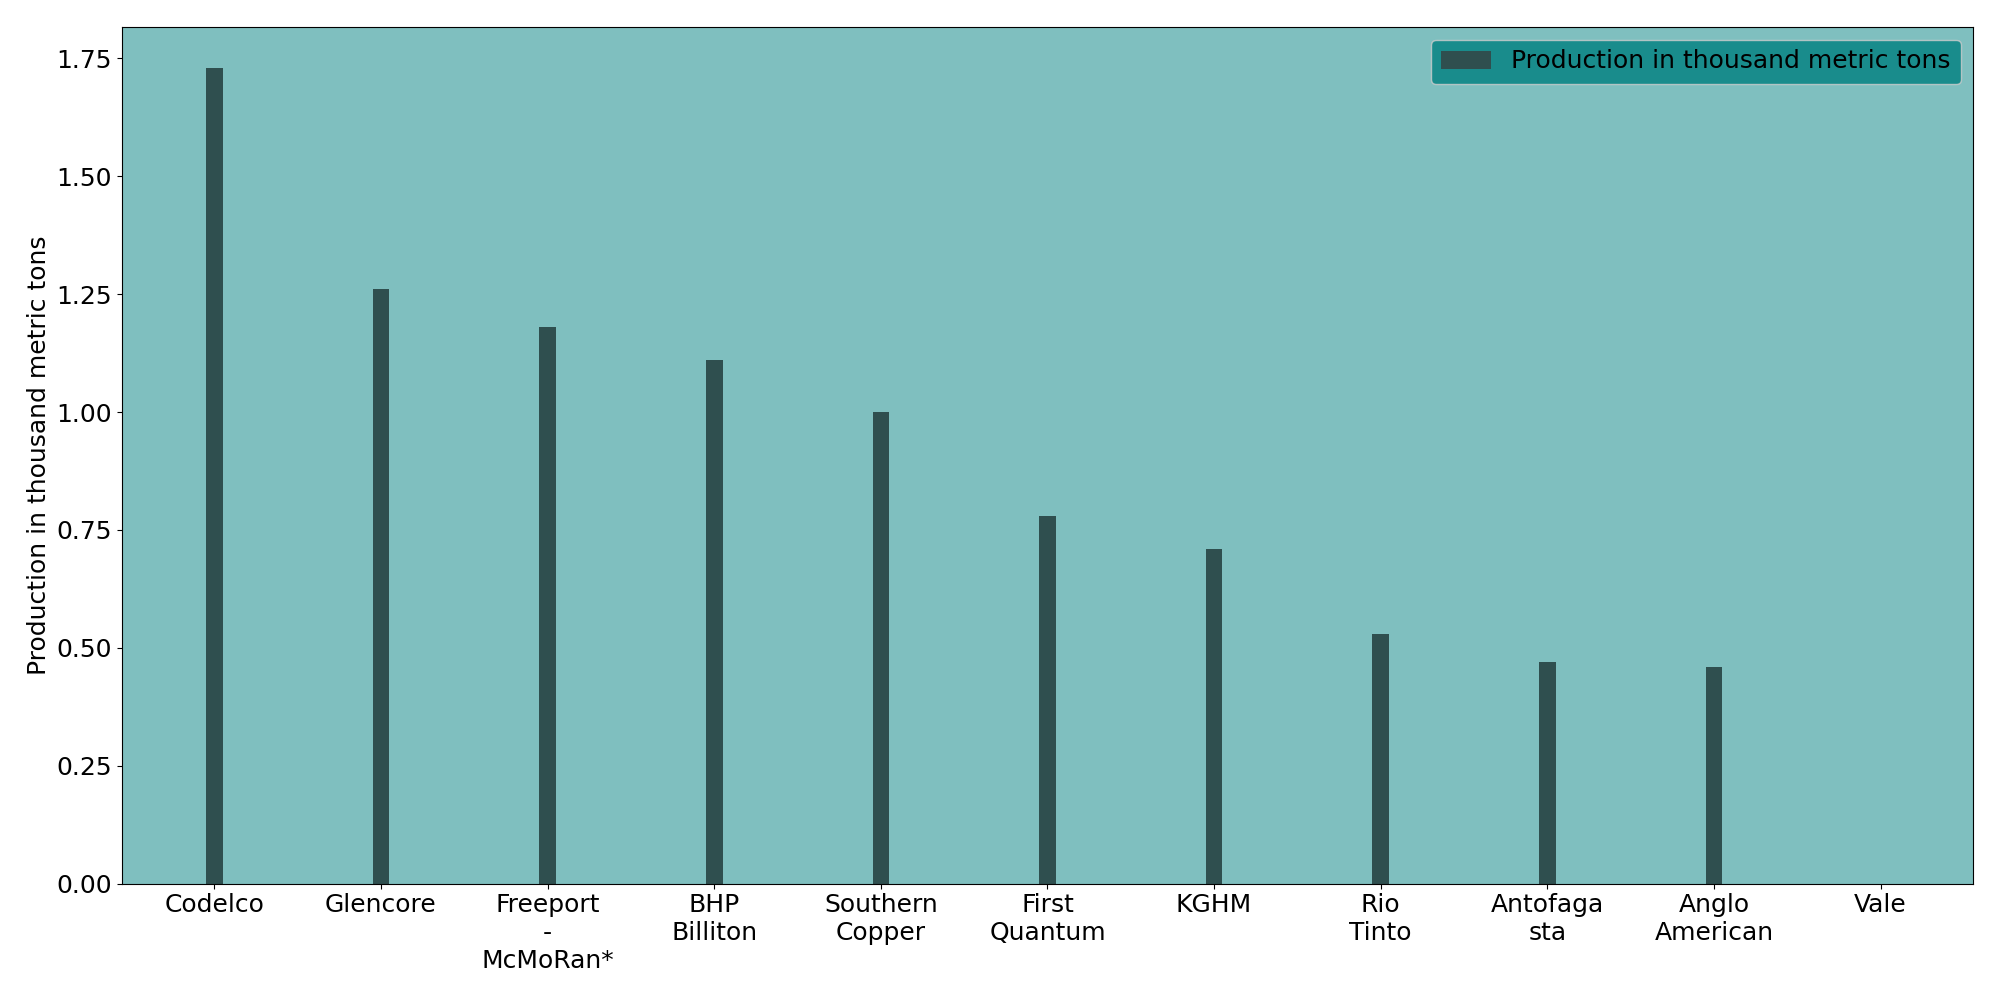 Production in thousand metric tons
1.75
1.50
1.25
1.00
0.75
0.50
0.25
0.00
Production in thousand metric tons
Codelco
Glencore
Freeport
-
McMoRan*
BHP
Billiton
Southern
Copper
First
Quantum
KGHM
Rio
Tinto
Antofaga
sta
Anglo
American
Vale